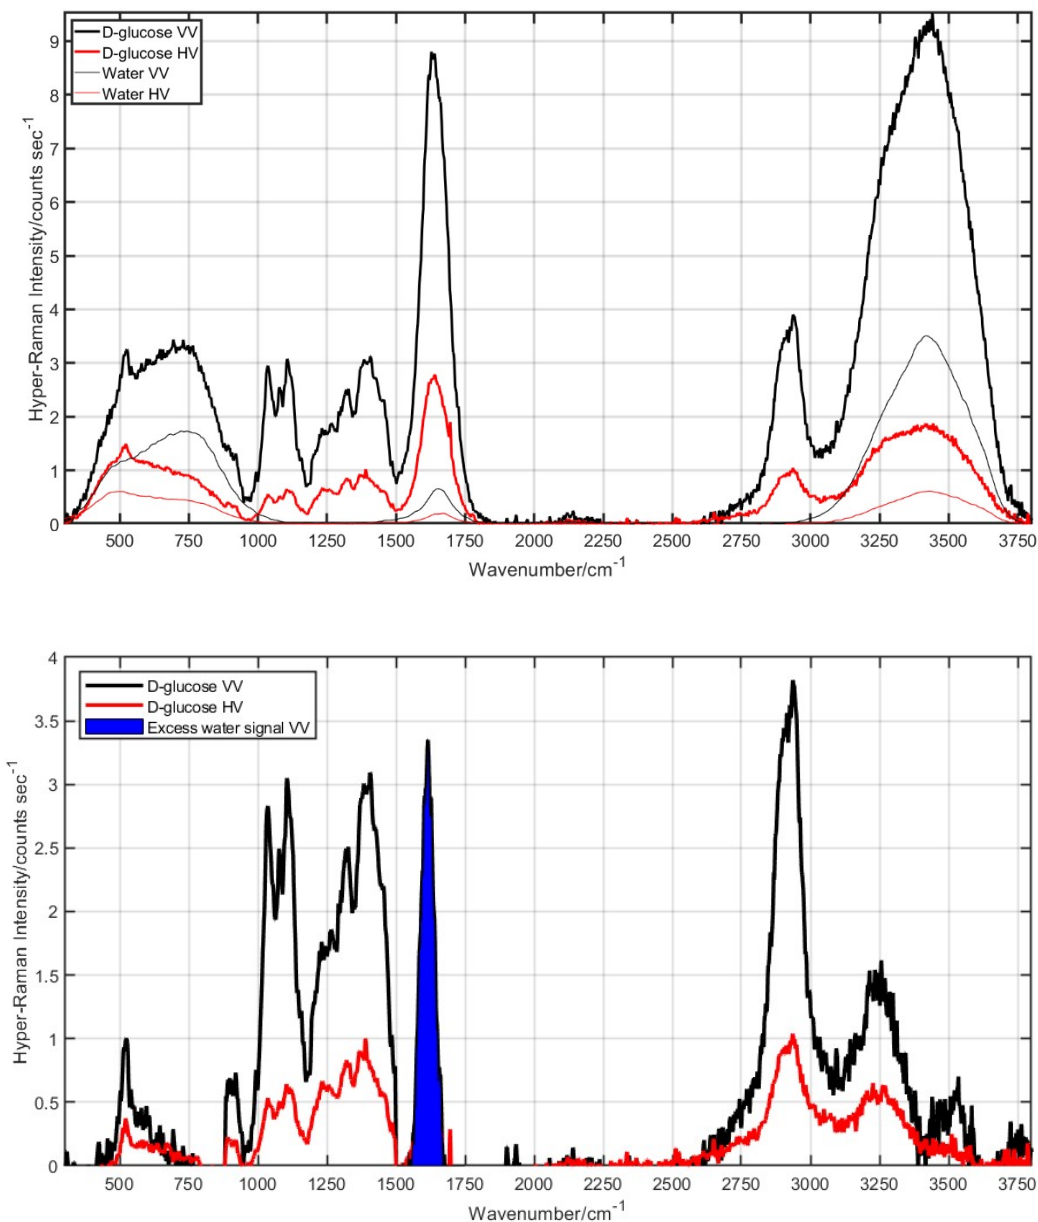 D-glucose VV
D-glucose HV
Water VV
Water HV
Hyper-Raman Intensity/counts sec-1
9
8
7
6
5
4
3
2
1
0
500 750 1000 1250 1500 1750 2000 2250 2500 2750 3000 3250 3500 3750
Wavenumber/cm-1
D-glucose VV
D-glucose HV
Excess water signal VV
Hyper-Raman Intensity/counts sec-1
4
3.5
3
2.5
2
1.5
1
0.5
0
500 750 1000 1250 1500 1750 2000 2250 2500 2750 3000 3250 3500 3750
Wavenumber/cm-1